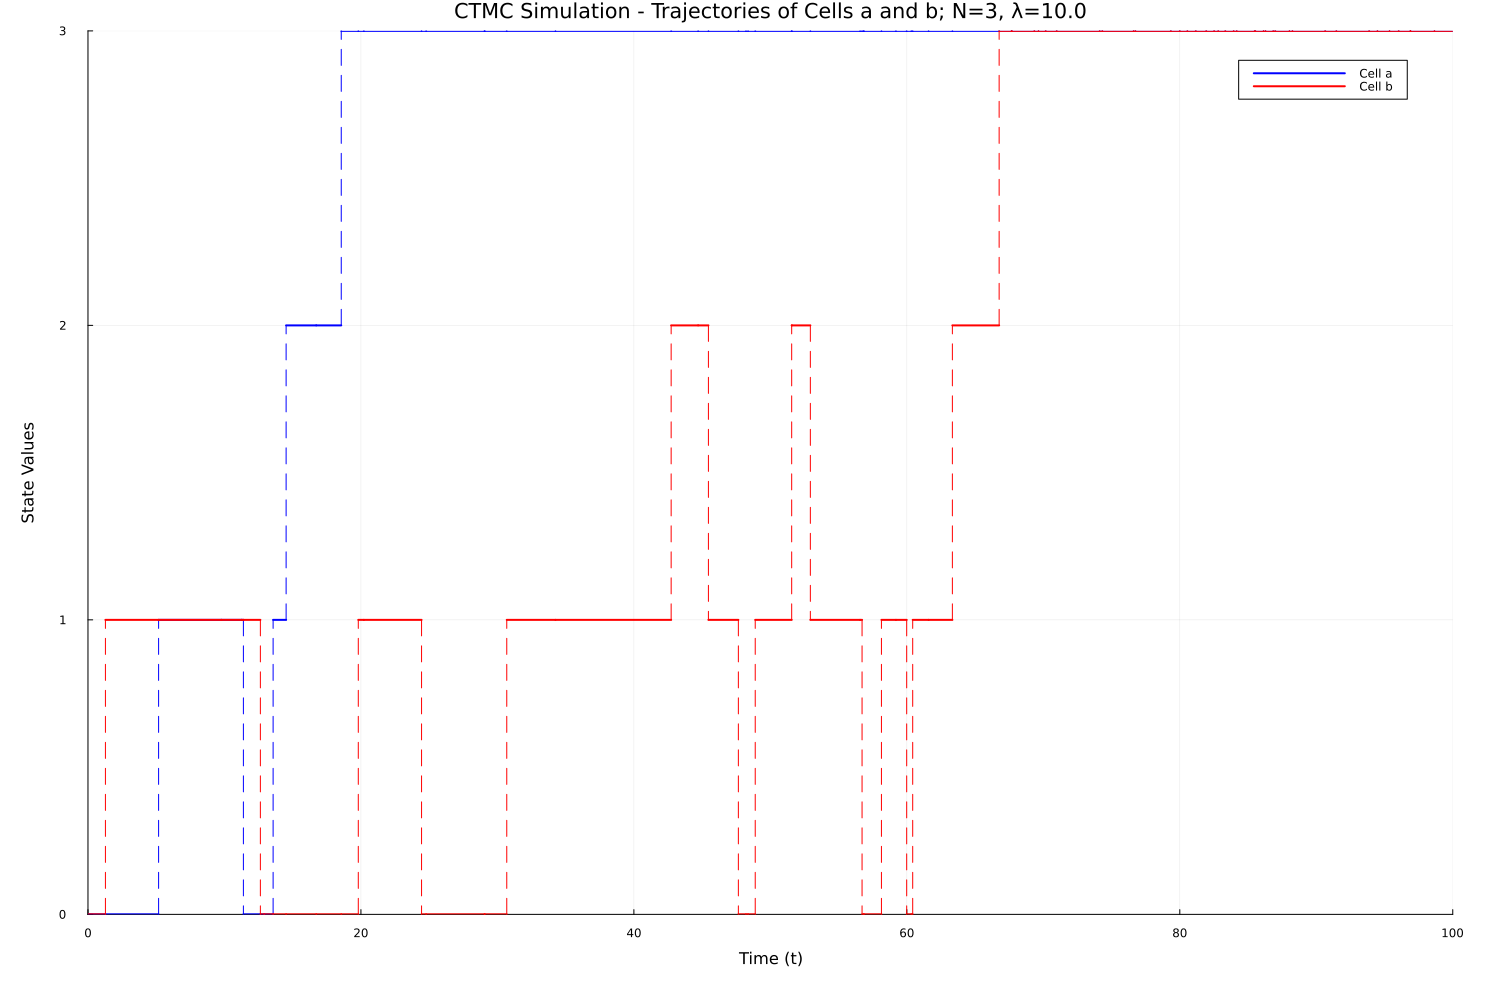 CTMC Simulation - Trajectories of Cells a and b; N=3, λ=10.0
3
Cell a
Cell b
2
State Values
1
0
0 20 40 60 80 100
Time (t)